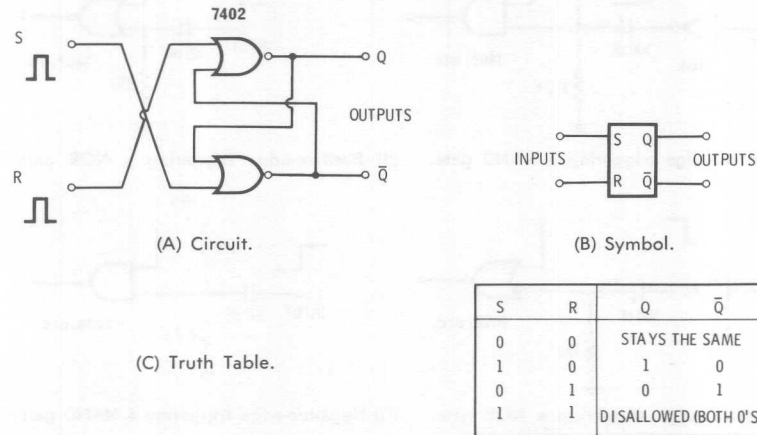 7402
S
Q
OUTPUTS
R
Q̅
(A) Circuit.
S Q
INPUTS
OUTPUTS
R Q̅
(B) Symbol.
(C) Truth Table.
S R Q Q̅
0 0 STAYS THE SAME
1 0 1 0
0 1 0 1
1 1 DISALLOWED (BOTH 0'S